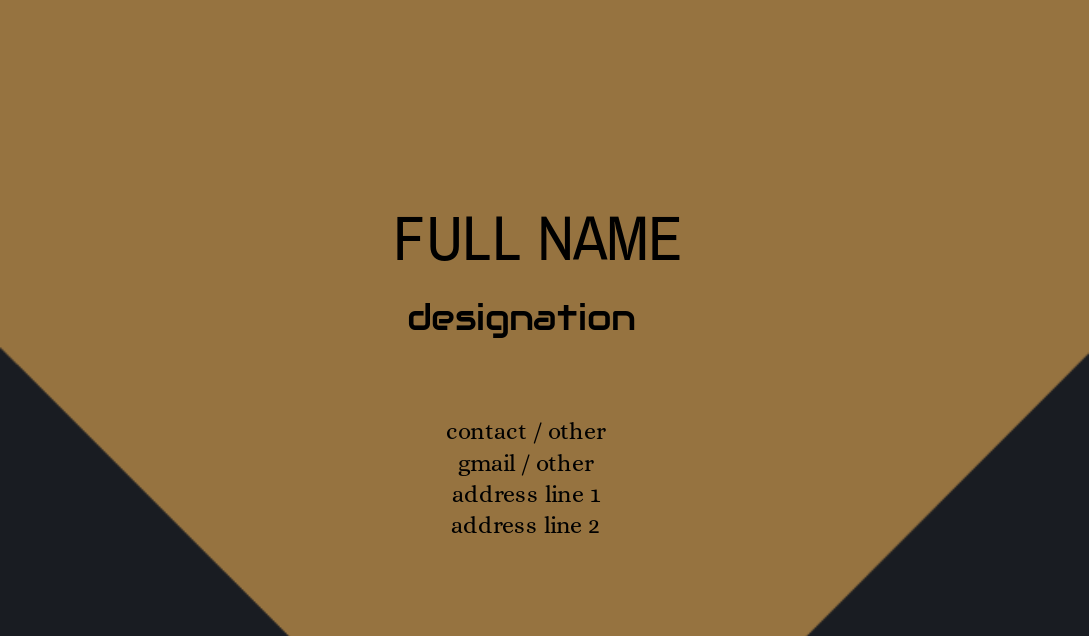 FULL NAME
designation
contact / other
gmail / other
address line 1
address line 2